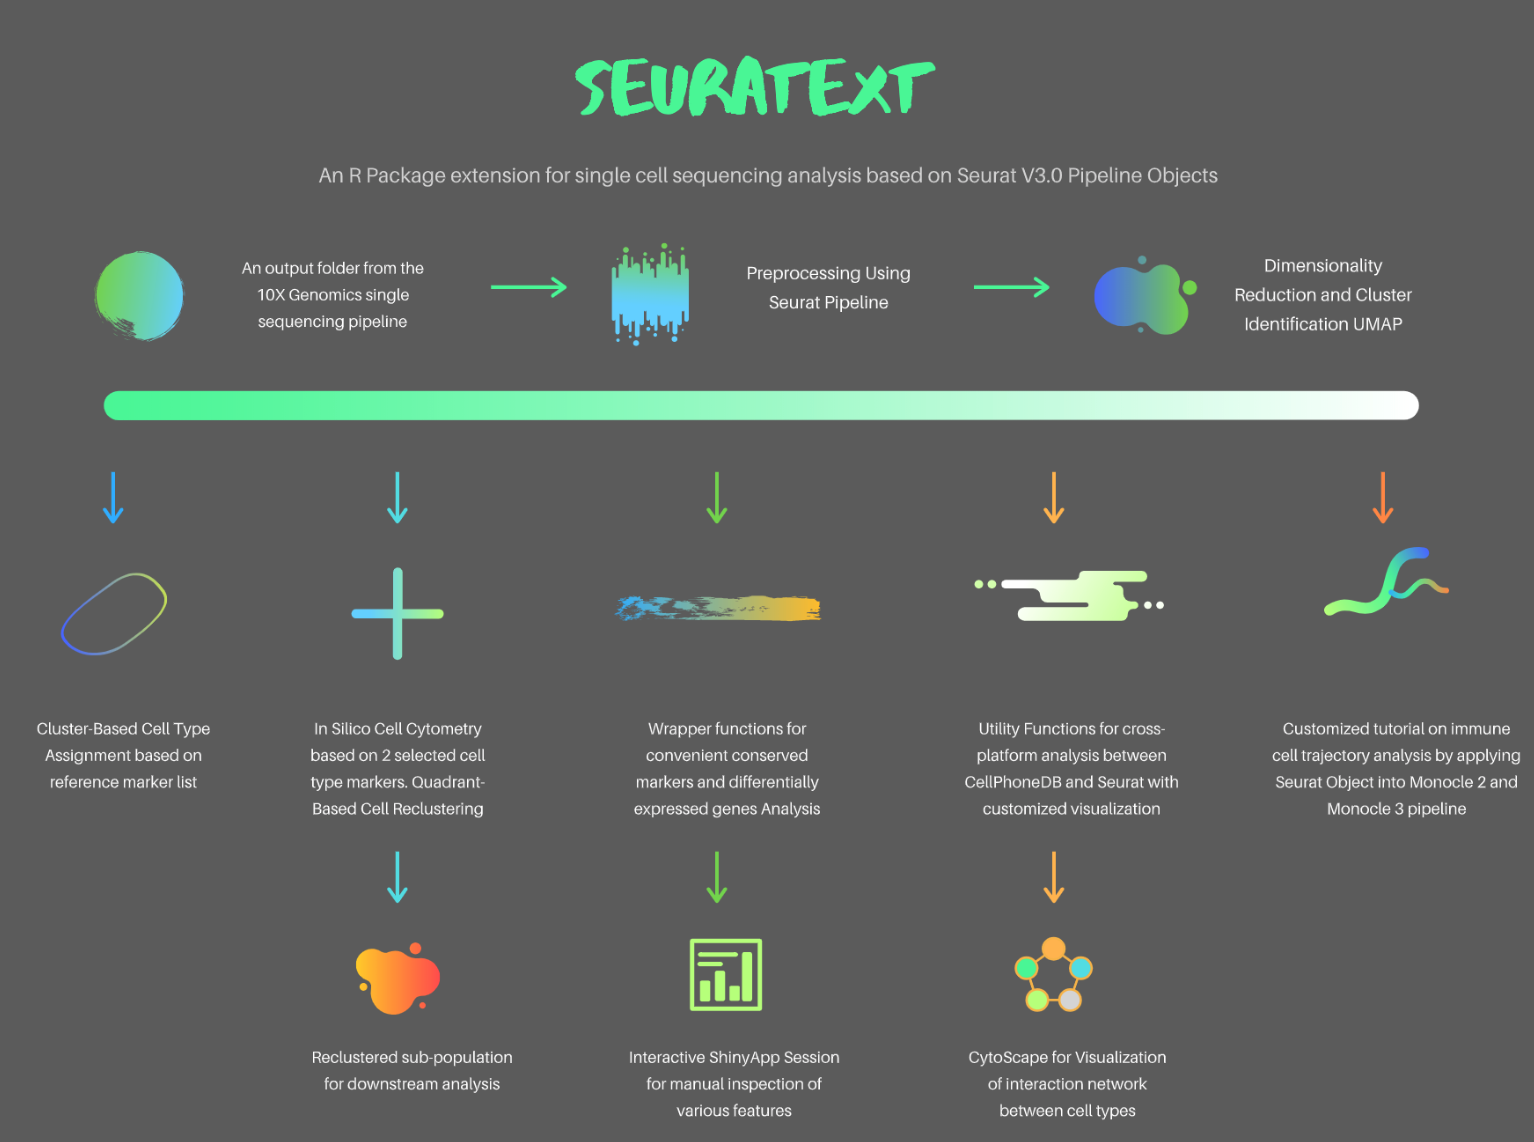 SEURATEXT
An R Package extension for single cell sequencing analysis based on Seurat V3.0 Pipeline Objects
An output folder from the
10X Genomics single
sequencing pipeline
Preprocessing Using
Seurat Pipeline
Dimensionality
Reduction and Cluster
Identification UMAP
Cluster-Based Cell Type
Assignment based on
reference marker list
In Silico Cell Cytometry
based on 2 selected cell
type markers. Quadrant-
Based Cell Reclustering
Wrapper functions for
convenient conserved
markers and differentially
expressed genes Analysis
Utility Functions for cross-
platform analysis between
CellPhoneDB and Seurat with
customized visualization
Customized tutorial on immune
cell trajectory analysis by applying
Seurat Object into Monocle 2 and
Monocle 3 pipeline
Reclustered sub-population
for downstream analysis
Interactive ShinyApp Session
for manual inspection of
various features
CytoScape for Visualization
of interaction network
between cell types